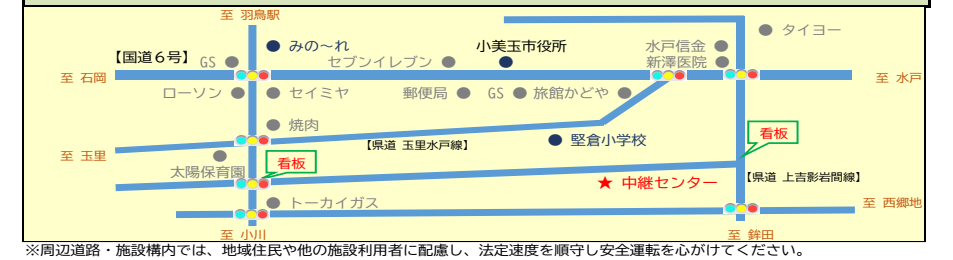 至 羽鳥駅
タイヨー
みの～れ
小美玉市役所
水戸信金
【国道６号】
GS
セブンイレブン
新澤医院
至 石岡
至 水戸
ローソン
セイミヤ
郵便局
GS
旅館かどや
焼肉
看板
【県道 玉里水戸線】
堅倉小学校
至 玉里
看板
太陽保育園
★ 中継センター
【県道 上吉影岩間線】
トーカイガス
至 西郷地
至 小川
至 鉾田
※周辺道路・施設構内では、地域住民や他の施設利用者に配慮し、法定速度を順守し安全運転を心がけてください。